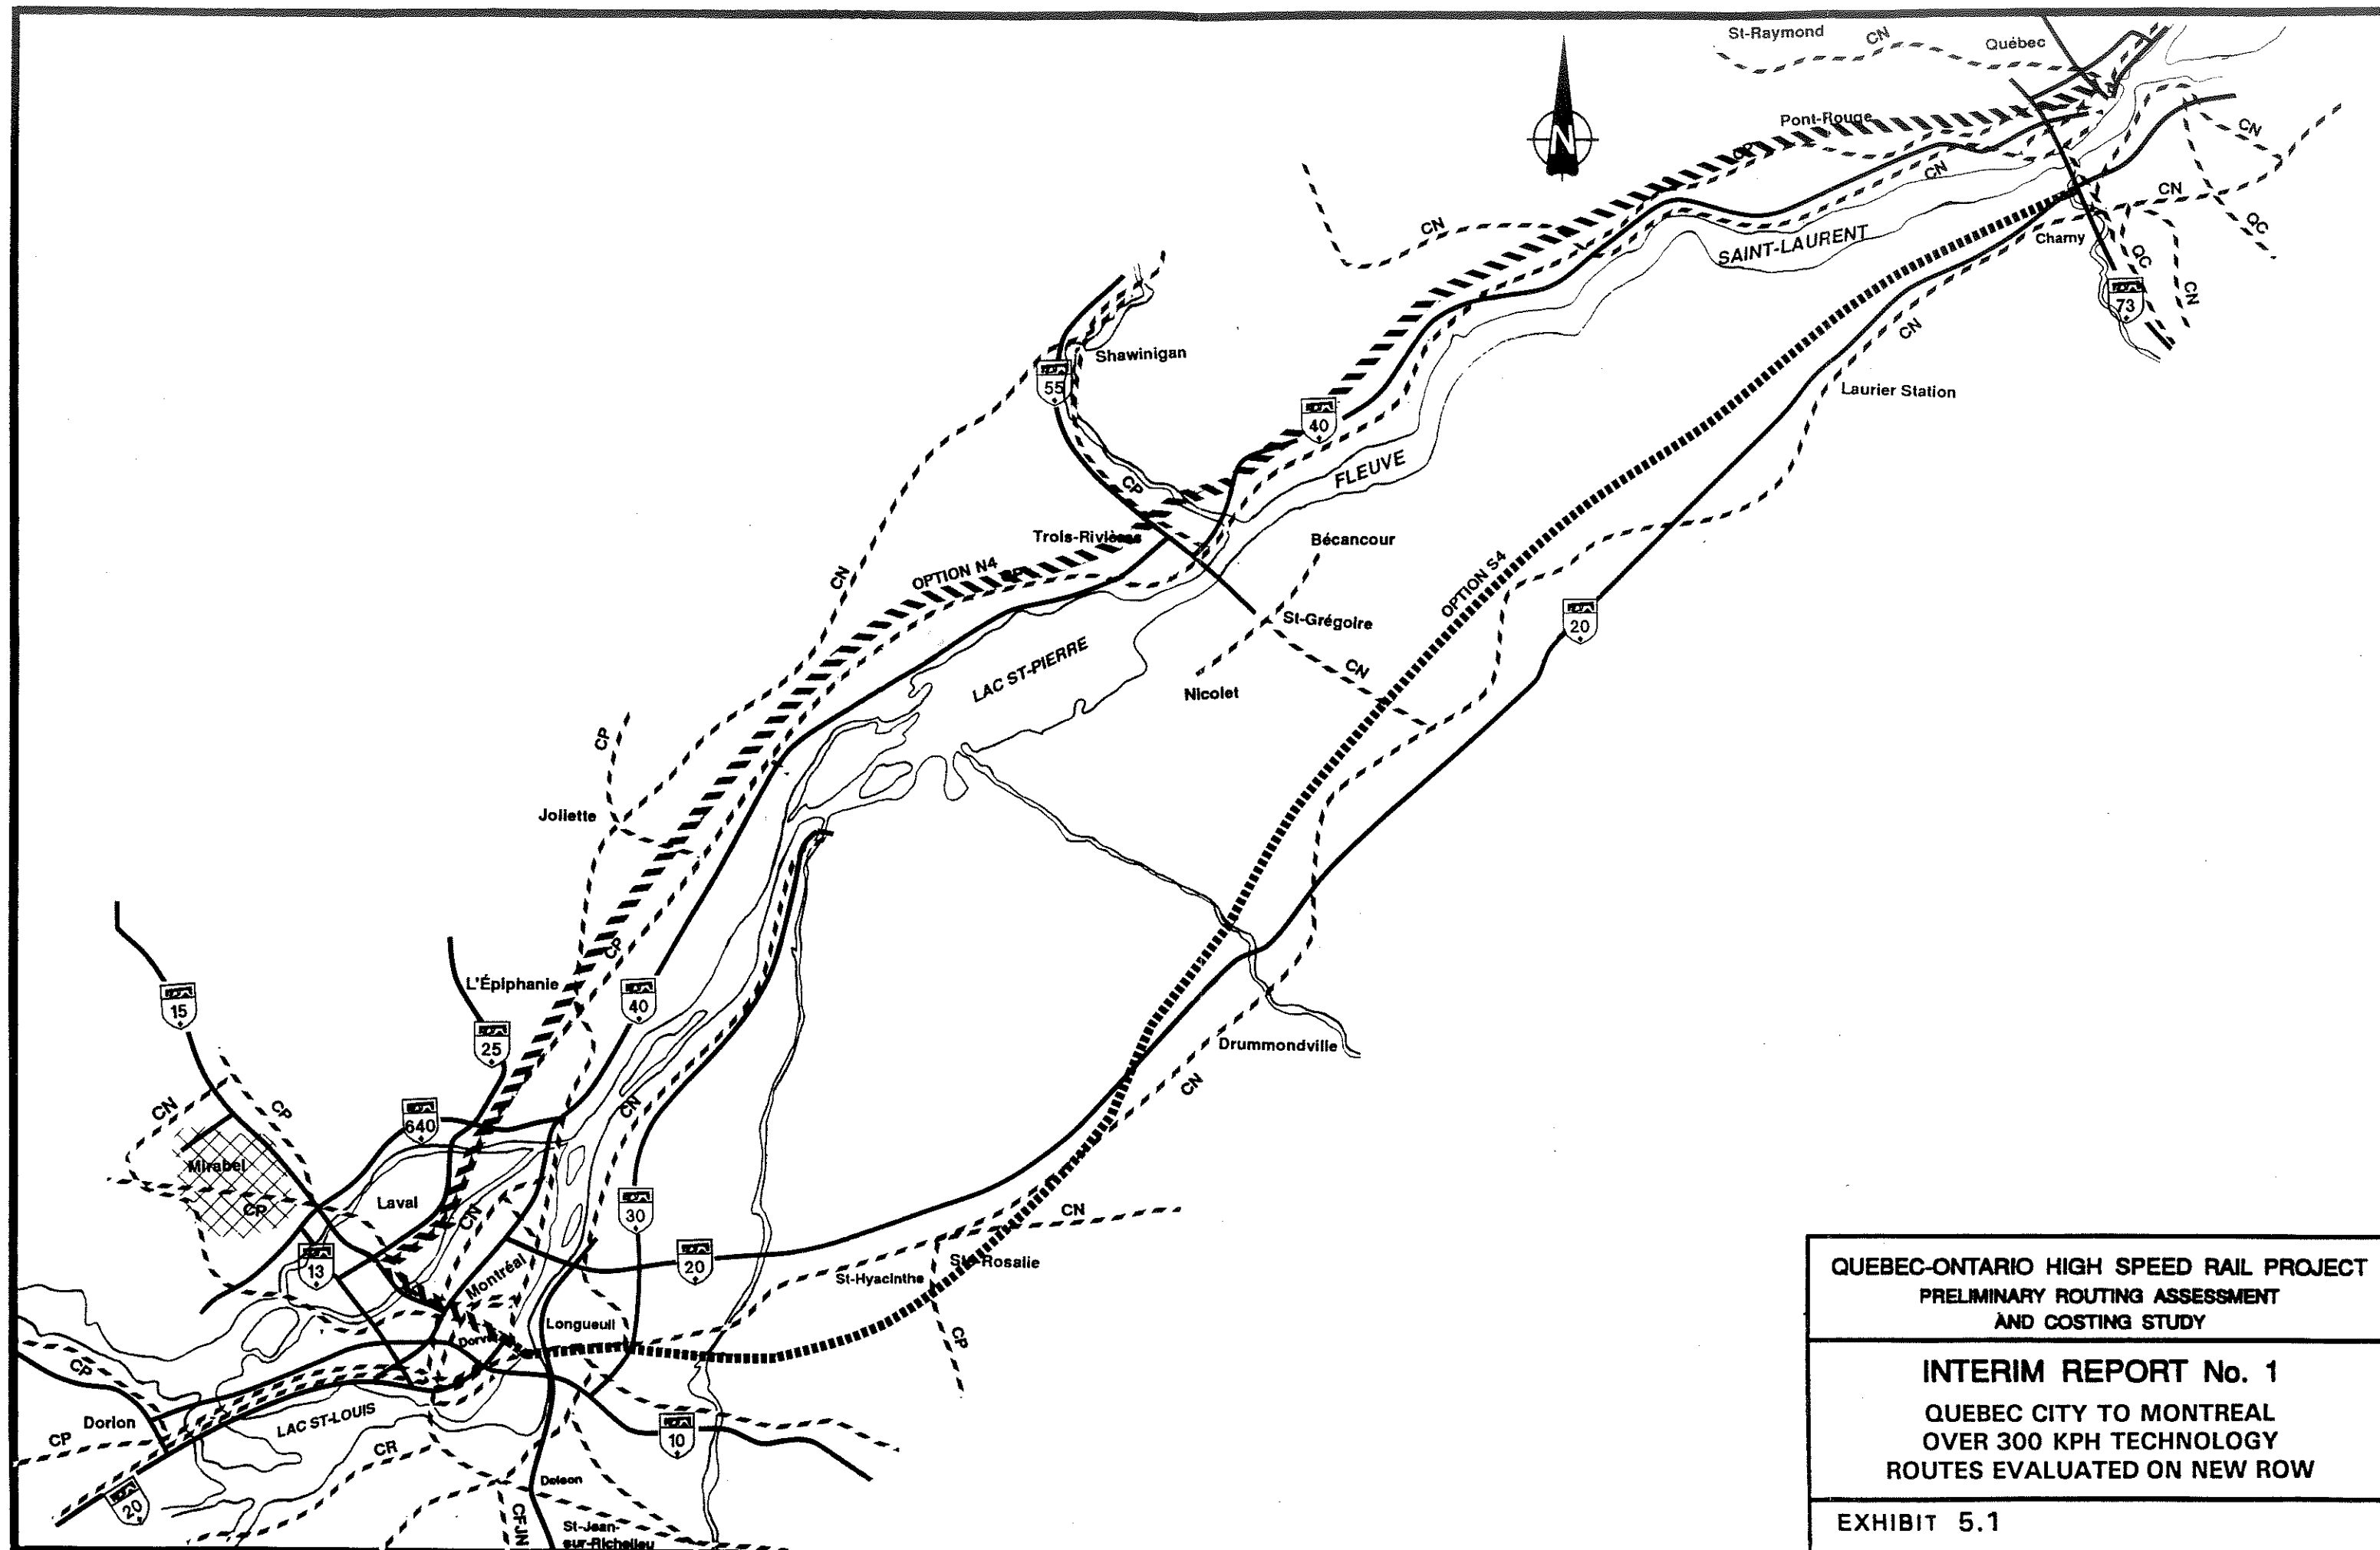 St-Raymond
CN
Québec
Pont-Rouge
CP
CN
CN
CN
CN
QC
SAINT-LAURENT
Charny
QC
CN
73
CN
Shawinigan
55
Laurier Station
40
FLEUVE
CP
Trois-Rivières
Bécancour
OPTION N4
CP
CN
OPTION S4
St-Grégoire
20
LAC ST-PIERRE
CN
Nicolet
CP
Joliette
CP
L'Épiphanie
15
40
25
Drummondville
CN
CN
CP
CN
640
Mirabel
Laval
CP
CN
30
CN
13
20
Montréal
St-Hyacinthe
Ste-Rosalie
Longueuil
Dorval
CP
CP
Dorion
LAC ST-LOUIS
CP
CR
10
20
Delson
CFJN
St-Jean-
sur-Richelieu
QUEBEC-ONTARIO HIGH SPEED RAIL PROJECT
PRELIMINARY ROUTING ASSESSMENT
AND COSTING STUDY
INTERIM REPORT No. 1
QUEBEC CITY TO MONTREAL
OVER 300 KPH TECHNOLOGY
ROUTES EVALUATED ON NEW ROW
EXHIBIT 5.1